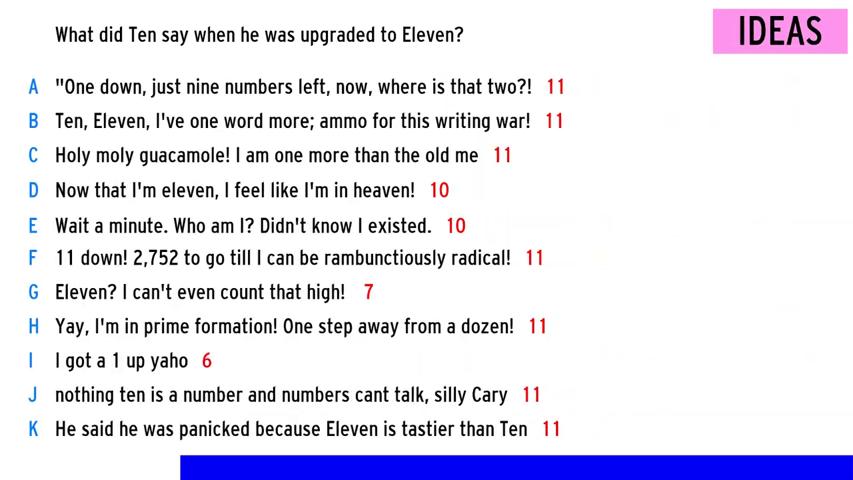 What did Ten say when he was upgraded to Eleven?
IDEAS
A "One down, just nine numbers left, now, where is that two?! 11
B Ten, Eleven, I've one word more; ammo for this writing war! 11
C Holy moly guacamole! I am one more than the old me 11
D Now that I'm eleven, I feel like I'm in heaven! 10
E Wait a minute. Who am I? Didn't know I existed. 10
F 11 down! 2,752 to go till I can be rambunctiously radical! 11
G Eleven? I can't even count that high! 7
H Yay, I'm in prime formation! One step away from a dozen! 11
I I got a 1 up yaho 6
J nothing ten is a number and numbers cant talk, silly Cary 11
K He said he was panicked because Eleven is tastier than Ten 11